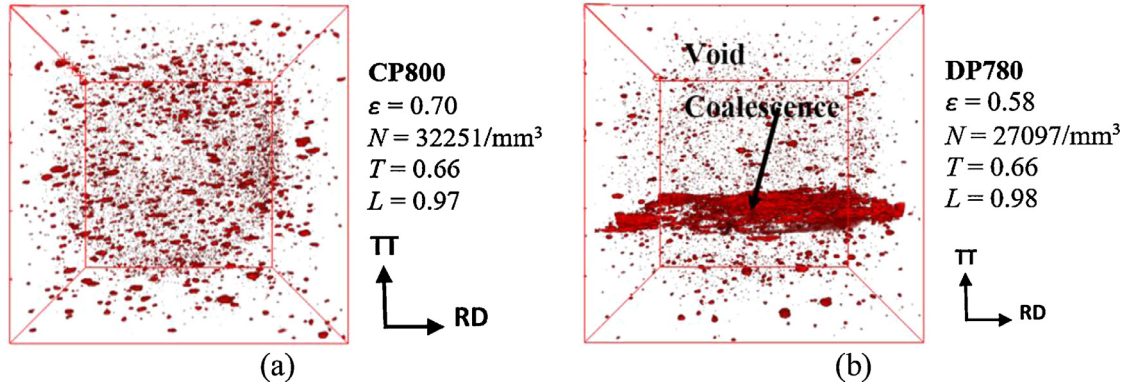 CP800
ε = 0.70
N = 32251/mm³
T = 0.66
L = 0.97
TT
RD
(a)
Void
Coalescence
DP780
ε = 0.58
N = 27097/mm³
T = 0.66
L = 0.98
TT
RD
(b)